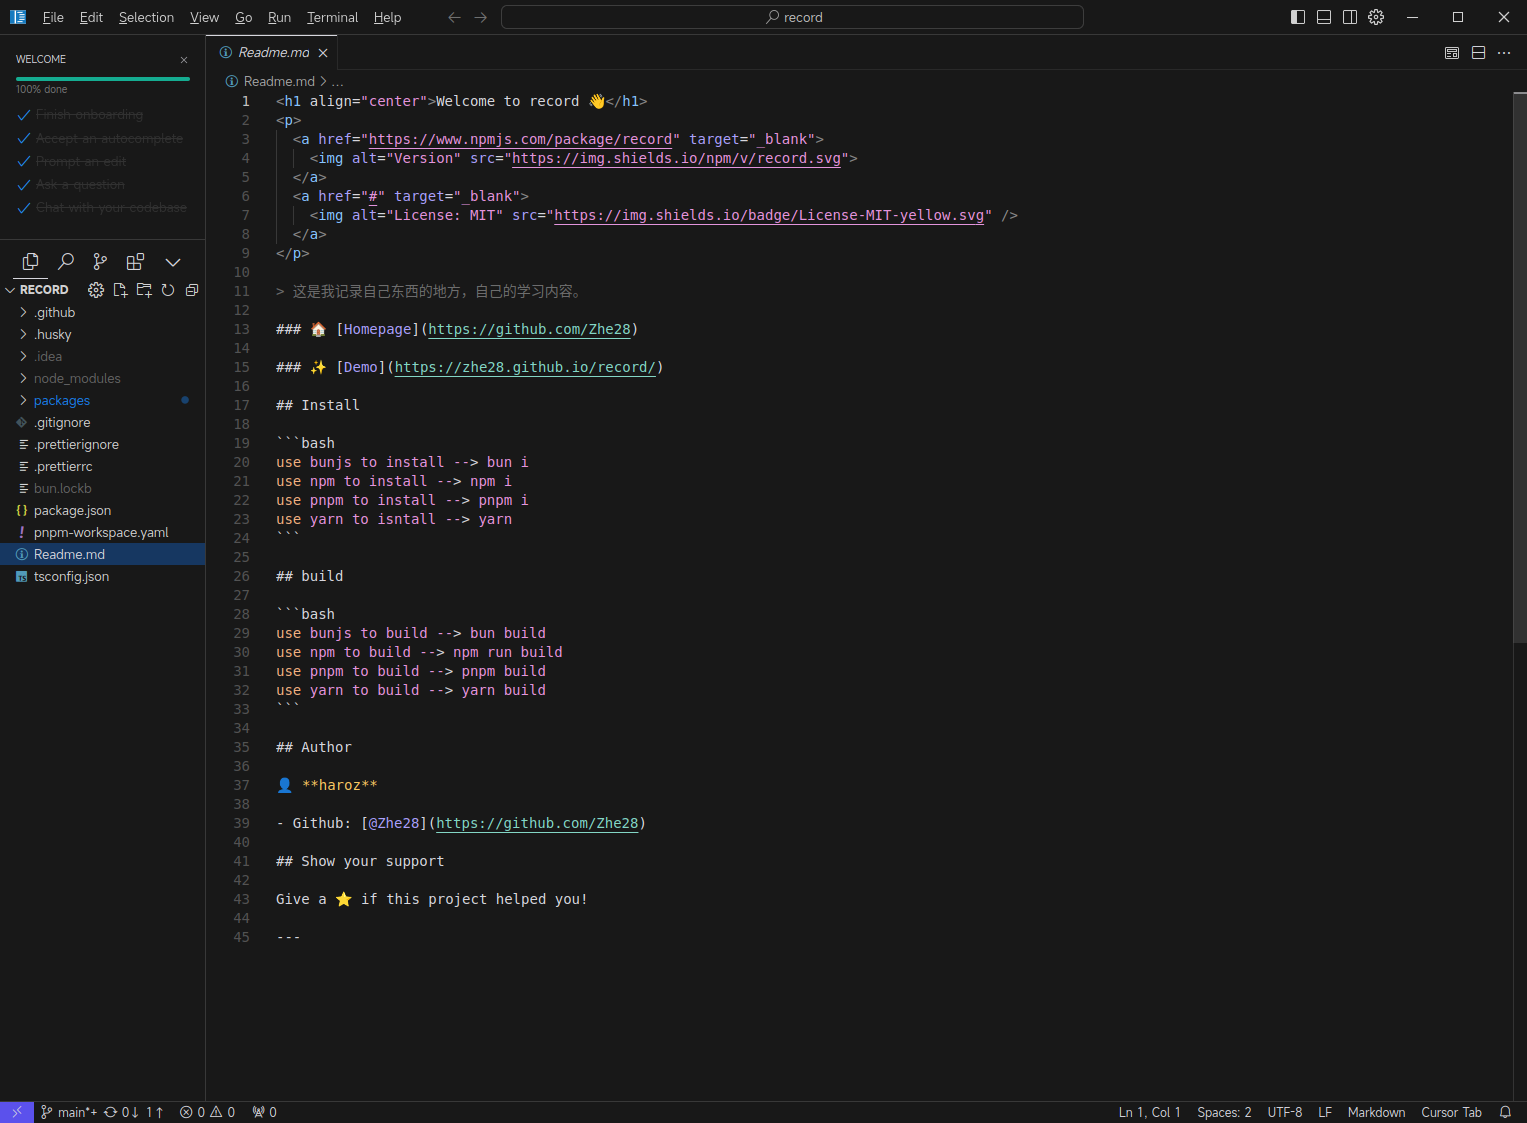 File Edit Selection View Go Run Terminal Help
record
WELCOME
100% done
Finish onboarding
Accept an autocomplete
Prompt an edit
Ask a question
Chat with your codebase
RECORD
.github
.husky
.idea
node_modules
packages
.gitignore
.prettierignore
.prettierrc
bun.lockb
{} package.json
! pnpm-workspace.yaml
Readme.md
TS tsconfig.json
Readme.md
Readme.md > ...
1 <h1 align="center">Welcome to record 👋</h1>
2 <p>
3 <a href="https://www.npmjs.com/package/record" target="_blank">
4 <img alt="Version" src="https://img.shields.io/npm/v/record.svg">
5 </a>
6 <a href="#" target="_blank">
7 <img alt="License: MIT" src="https://img.shields.io/badge/License-MIT-yellow.svg" />
8 </a>
9 </p>
10
11 > 这是我记录自己东西的地方，自己的学习内容。
12
13 ### 🏠 [Homepage](https://github.com/Zhe28)
14
15 ### ✨ [Demo](https://zhe28.github.io/record/)
16
17 ## Install
18
19 ```bash
20 use bunjs to install --> bun i
21 use npm to install --> npm i
22 use pnpm to install --> pnpm i
23 use yarn to isntall --> yarn
24 ```
25
26 ## build
27
28 ```bash
29 use bunjs to build --> bun build
30 use npm to build --> npm run build
31 use pnpm to build --> pnpm build
32 use yarn to build --> yarn build
33 ```
34
35 ## Author
36
37 👤 **haroz**
38
39 - Github: [@Zhe28](https://github.com/Zhe28)
40
41 ## Show your support
42
43 Give a ⭐ if this project helped you!
44
45 ---
main*+ 0↓ 1↑ 0 0 0
Ln 1, Col 1 Spaces: 2 UTF-8 LF Markdown Cursor Tab